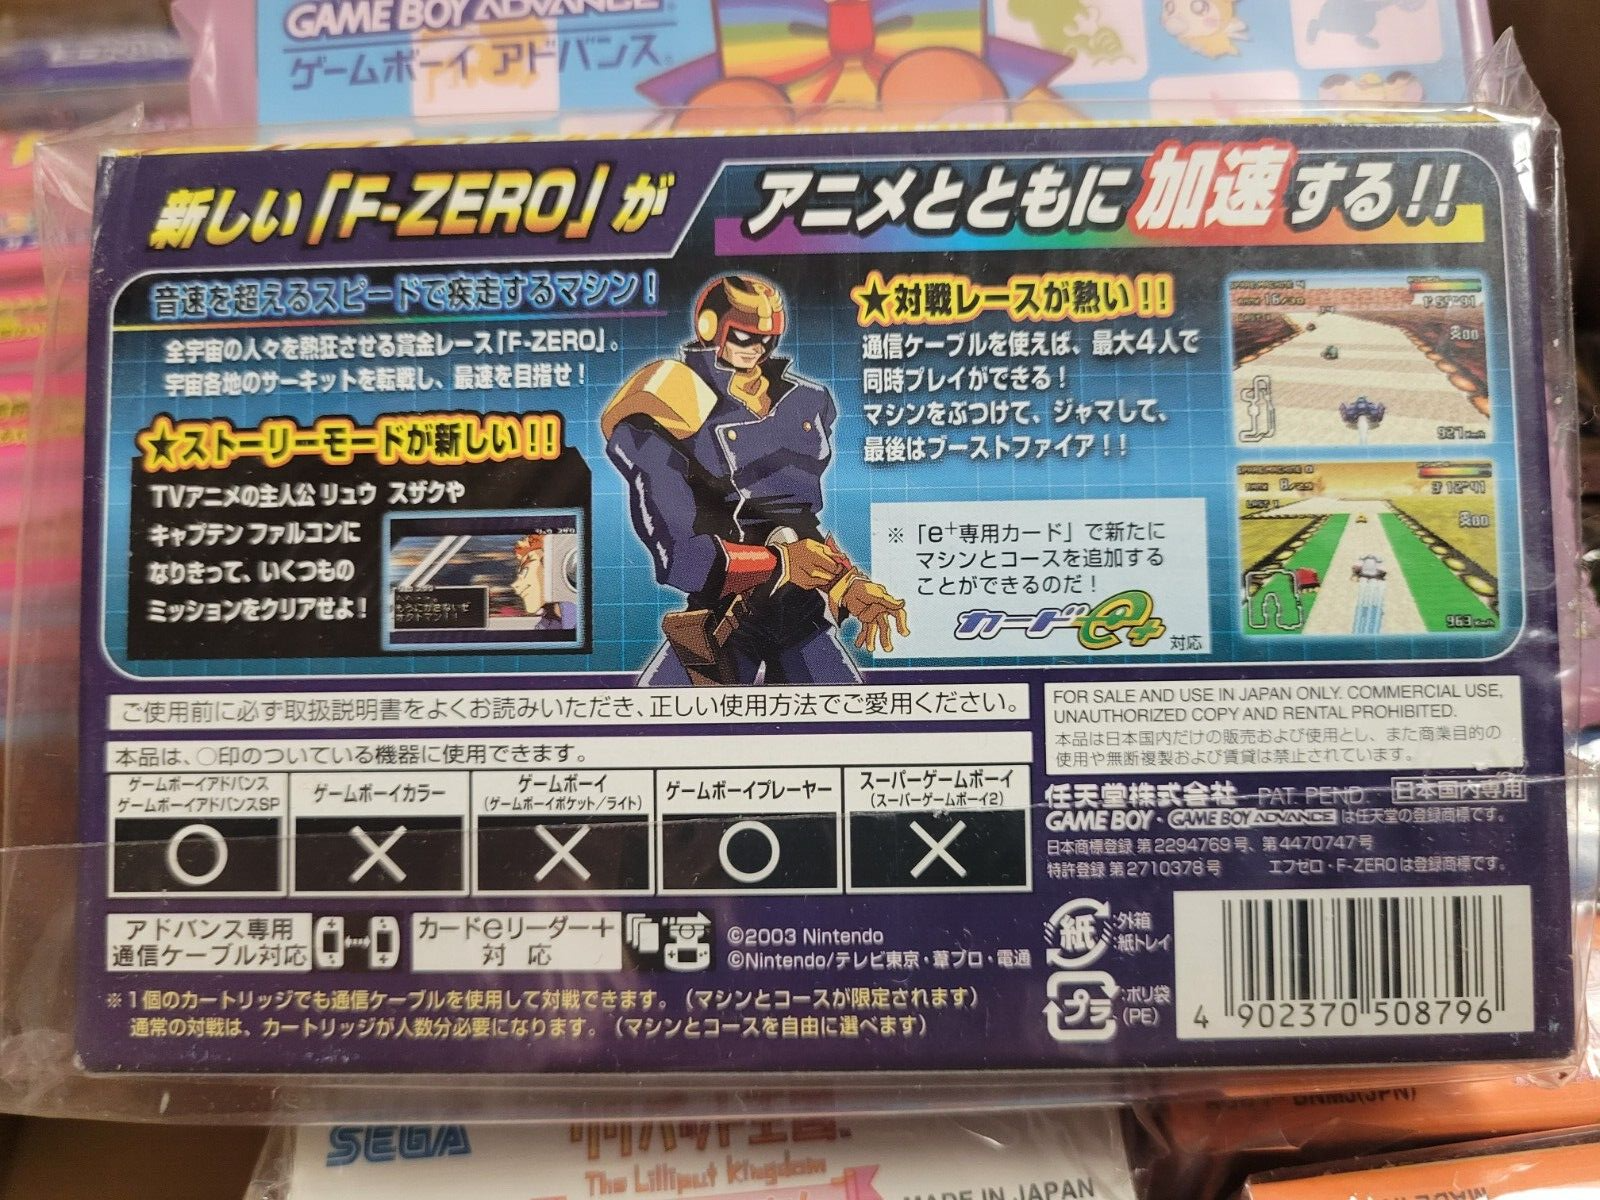 GAME BOY ADVANCE
ゲームボーイ アドバンス
新しい「F-ZERO」が
アニメとともに加速する!!
音速を超えるスピードで疾走するマシン!
全宇宙の人々を熱狂させる賞金レース「F-ZERO」。
宇宙各地のサーキットを転戦し、最速を目指せ!
★ストーリーモードが新しい!!
TVアニメの主人公 リュウ スザクや
キャプテン ファルコンに
なりきって、いくつもの
ミッションをクリアせよ!
★対戦レースが熱い!!
通信ケーブルを使えば、最大4人で
同時プレイができる!
マシンをぶつけて、ジャマして、
最後はブーストファイア!!
※「e+専用カード」で新たに
マシンとコースを追加する
ことができるのだ!
カードe+
対応
927
963
ご使用前に必ず取扱説明書をよくお読みいただき、正しい使用方法でご愛用ください。
本品は、○印のついている機器に使用できます。
ゲームボーイアドバンス
ゲームボーイアドバンスSP
ゲームボーイカラー
ゲームボーイ
(ゲームボーイポケット/ライト)
ゲームボーイプレーヤー
スーパーゲームボーイ
(スーパーゲームボーイ2)
○ × × ○ ×
FOR SALE AND USE IN JAPAN ONLY. COMMERCIAL USE,
UNAUTHORIZED COPY AND RENTAL PROHIBITED.
本品は日本国内だけの販売および使用とし、また商業目的の
使用や無断複製および賃貸は禁止されています。
任天堂株式会社 PAT. PEND. 日本国内専用
GAME BOY・GAME BOY ADVANCE は任天堂の登録商標です。
日本商標登録 第2294769号、第4470747号
特許登録 第2710378号 エフゼロ・F-ZEROは登録商標です。
アドバンス専用
通信ケーブル対応
カードeリーダー+
対応
©2003 Nintendo
©Nintendo/テレビ東京・葦プロ・電通
※1個のカートリッジでも通信ケーブルを使用して対戦できます。(マシンとコースが限定されます)
通常の対戦は、カートリッジが人数分必要になります。(マシンとコースを自由に選べます)
紙
:外箱
:紙トレイ
プラ
:ポリ袋
(PE)
4 902370 508796
SEGA
The Lilliput Kingdom
MADE IN JAPAN